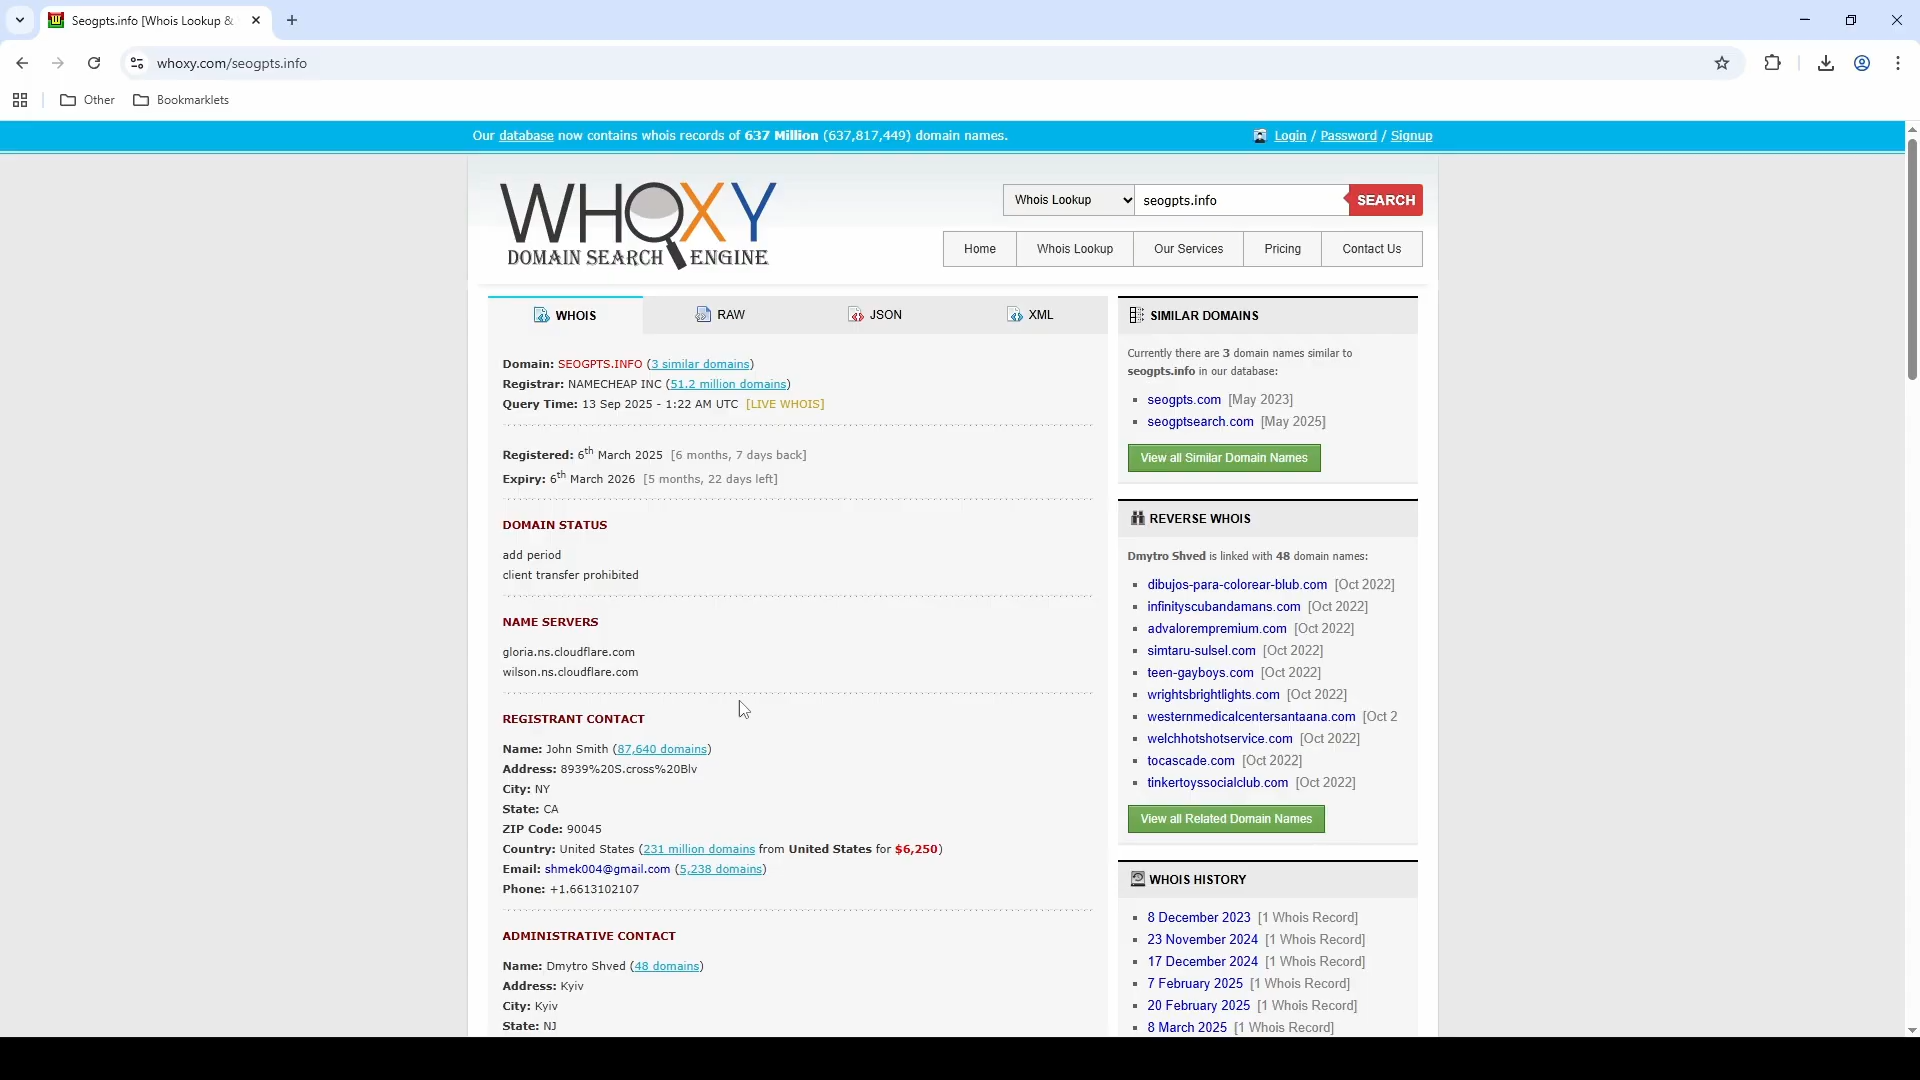 Seogpts.info [Whois Lookup &
whoxy.com/seogpts.info
Other
Bookmarklets
Our database now contains whois records of 637 Million (637,817,449) domain names.
Login / Password / Signup
WHOXY
DOMAIN SEARCH ENGINE
Whois Lookup
seogpts.info
SEARCH
Home
Whois Lookup
Our Services
Pricing
Contact Us
WHOIS
RAW
JSON
XML
Domain: SEOGPTS.INFO (3 similar domains)
Registrar: NAMECHEAP INC (51.2 million domains)
Query Time: 13 Sep 2025 - 1:22 AM UTC [LIVE WHOIS]
Registered: 6th March 2025 [6 months, 7 days back]
Expiry: 6th March 2026 [5 months, 22 days left]
DOMAIN STATUS
add period
client transfer prohibited
NAME SERVERS
gloria.ns.cloudflare.com
wilson.ns.cloudflare.com
REGISTRANT CONTACT
Name: John Smith (87,640 domains)
Address: 8939%20S.cross%20Blv
City: NY
State: CA
ZIP Code: 90045
Country: United States (231 million domains from United States for $6,250)
Email: shmek004@gmail.com (5,238 domains)
Phone: +1.6613102107
ADMINISTRATIVE CONTACT
Name: Dmytro Shved (48 domains)
Address: Kyiv
City: Kyiv
State: NJ
SIMILAR DOMAINS
Currently there are 3 domain names similar to
seogpts.info in our database:
seogpts.com [May 2023]
seogptsearch.com [May 2025]
View all Similar Domain Names
REVERSE WHOIS
Dmytro Shved is linked with 48 domain names:
dibujos-para-colorear-blub.com [Oct 2022]
infinityscubandamans.com [Oct 2022]
advalorempremium.com [Oct 2022]
simtaru-sulsel.com [Oct 2022]
teen-gayboys.com [Oct 2022]
wrightsbrightlights.com [Oct 2022]
westernmedicalcentersantaana.com [Oct 2
welchhotshotservice.com [Oct 2022]
tocascade.com [Oct 2022]
tinkertoyssocialclub.com [Oct 2022]
View all Related Domain Names
WHOIS HISTORY
8 December 2023 [1 Whois Record]
23 November 2024 [1 Whois Record]
17 December 2024 [1 Whois Record]
7 February 2025 [1 Whois Record]
20 February 2025 [1 Whois Record]
8 March 2025 [1 Whois Record]